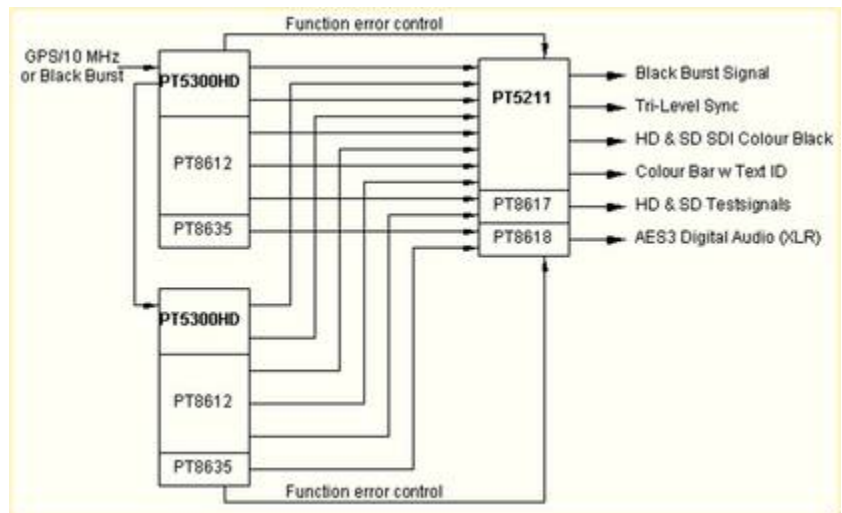 Function error control
GPS/10 MHz
or Black Burst
PT5300HD
PT8612
PT8635
PT5300HD
PT8612
PT8635
Function error control
PT5211
PT8617
PT8618
Black Burst Signal
Tri-Level Sync
HD & SD SDI Colour Black
Colour Bar w Text ID
HD & SD Testsignals
AES3 Digital Audio (XLR)